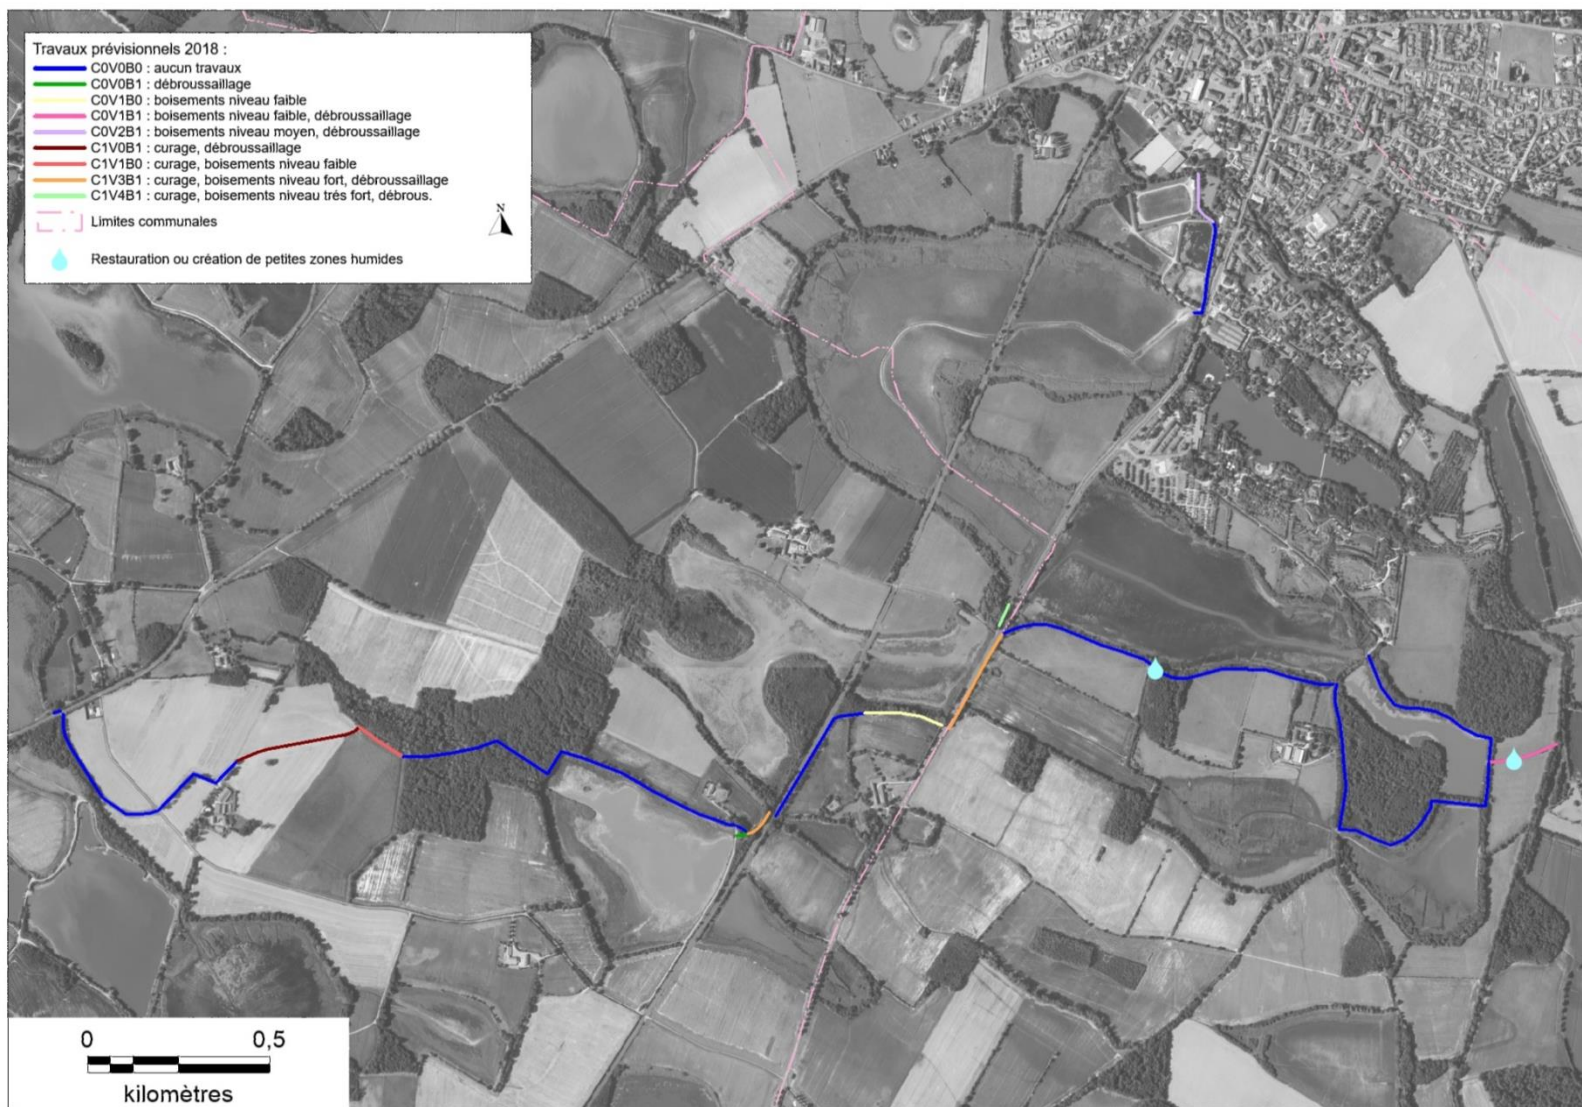 Travaux prévisionnels 2018 :
C0V0B0 : aucun travaux
C0V0B1 : débroussaillage
C0V1B0 : boisements niveau faible
C0V1B1 : boisements niveau faible, débroussaillage
C0V2B1 : boisements niveau moyen, débroussaillage
C1V0B1 : curage, débroussaillage
C1V1B0 : curage, boisements niveau faible
C1V3B1 : curage, boisements niveau fort, débroussaillage
C1V4B1 : curage, boisements niveau très fort, débrous.
Limites communales
N
Restauration ou création de petites zones humides
0 0,5
kilomètres